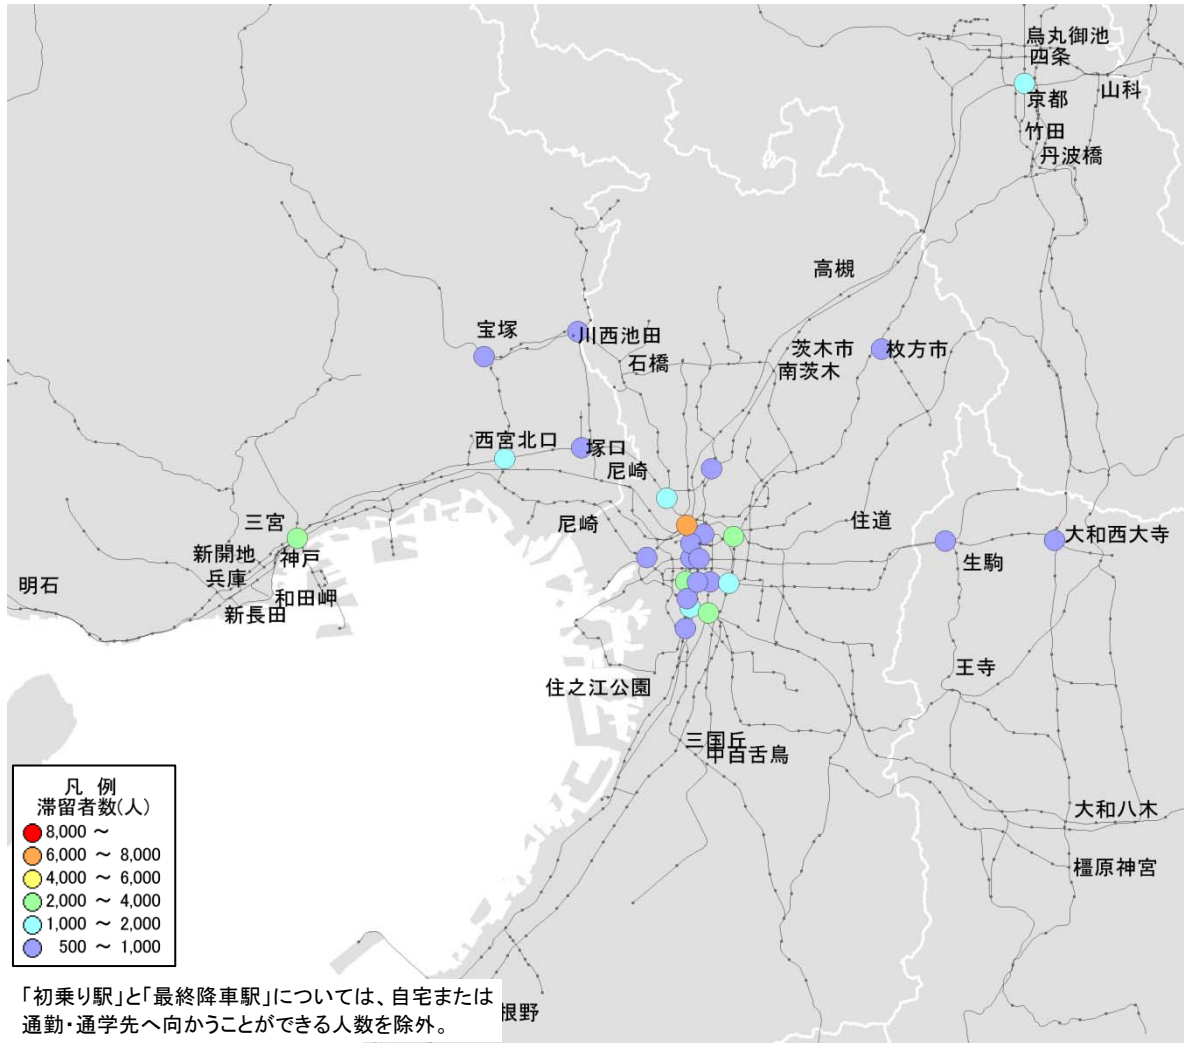 烏丸御池
四条
山科
京都
竹田
丹波橋
高槻
宝塚
川西池田
石橋
茨木市
枚方市
南茨木
西宮北口
塚口
尼崎
三宮
尼崎
住道
大和西大寺
新開地
神戸
生駒
兵庫
明石
和田岬
新長田
王寺
住之江公園
三国丘
中百舌鳥
大和八木
橿原神宮
凡 例
滞留者数(人)
8,000 ～
6,000 ～ 8,000
4,000 ～ 6,000
2,000 ～ 4,000
1,000 ～ 2,000
500 ～ 1,000
「初乗り駅」と「最終降車駅」については、自宅または
通勤・通学先へ向かうことができる人数を除外。
根野